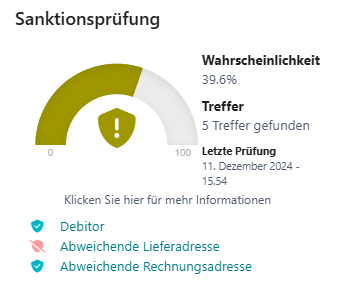 Sanktionsprüfung
Wahrscheinlichkeit
39.6%
Treffer
5 Treffer gefunden
Letzte Prüfung
11. Dezember 2024 -
15.54
0
100
Klicken Sie hier für mehr Informationen
Debitor
Abweichende Lieferadresse
Abweichende Rechnungsadresse